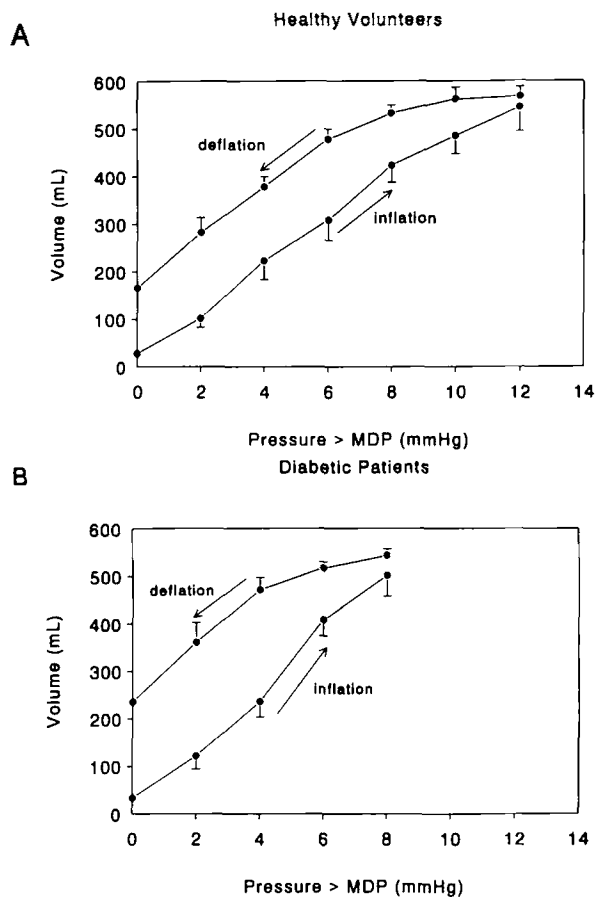 Healthy Volunteers
A
600
500
400
300
200
100
0
Volume (mL)
deflation
inflation
0 2 4 6 8 10 12 14
Pressure > MDP (mmHg)
Diabetic Patients
B
600
500
400
300
200
100
0
Volume (mL)
deflation
inflation
0 2 4 6 8 10 12 14
Pressure > MDP (mmHg)